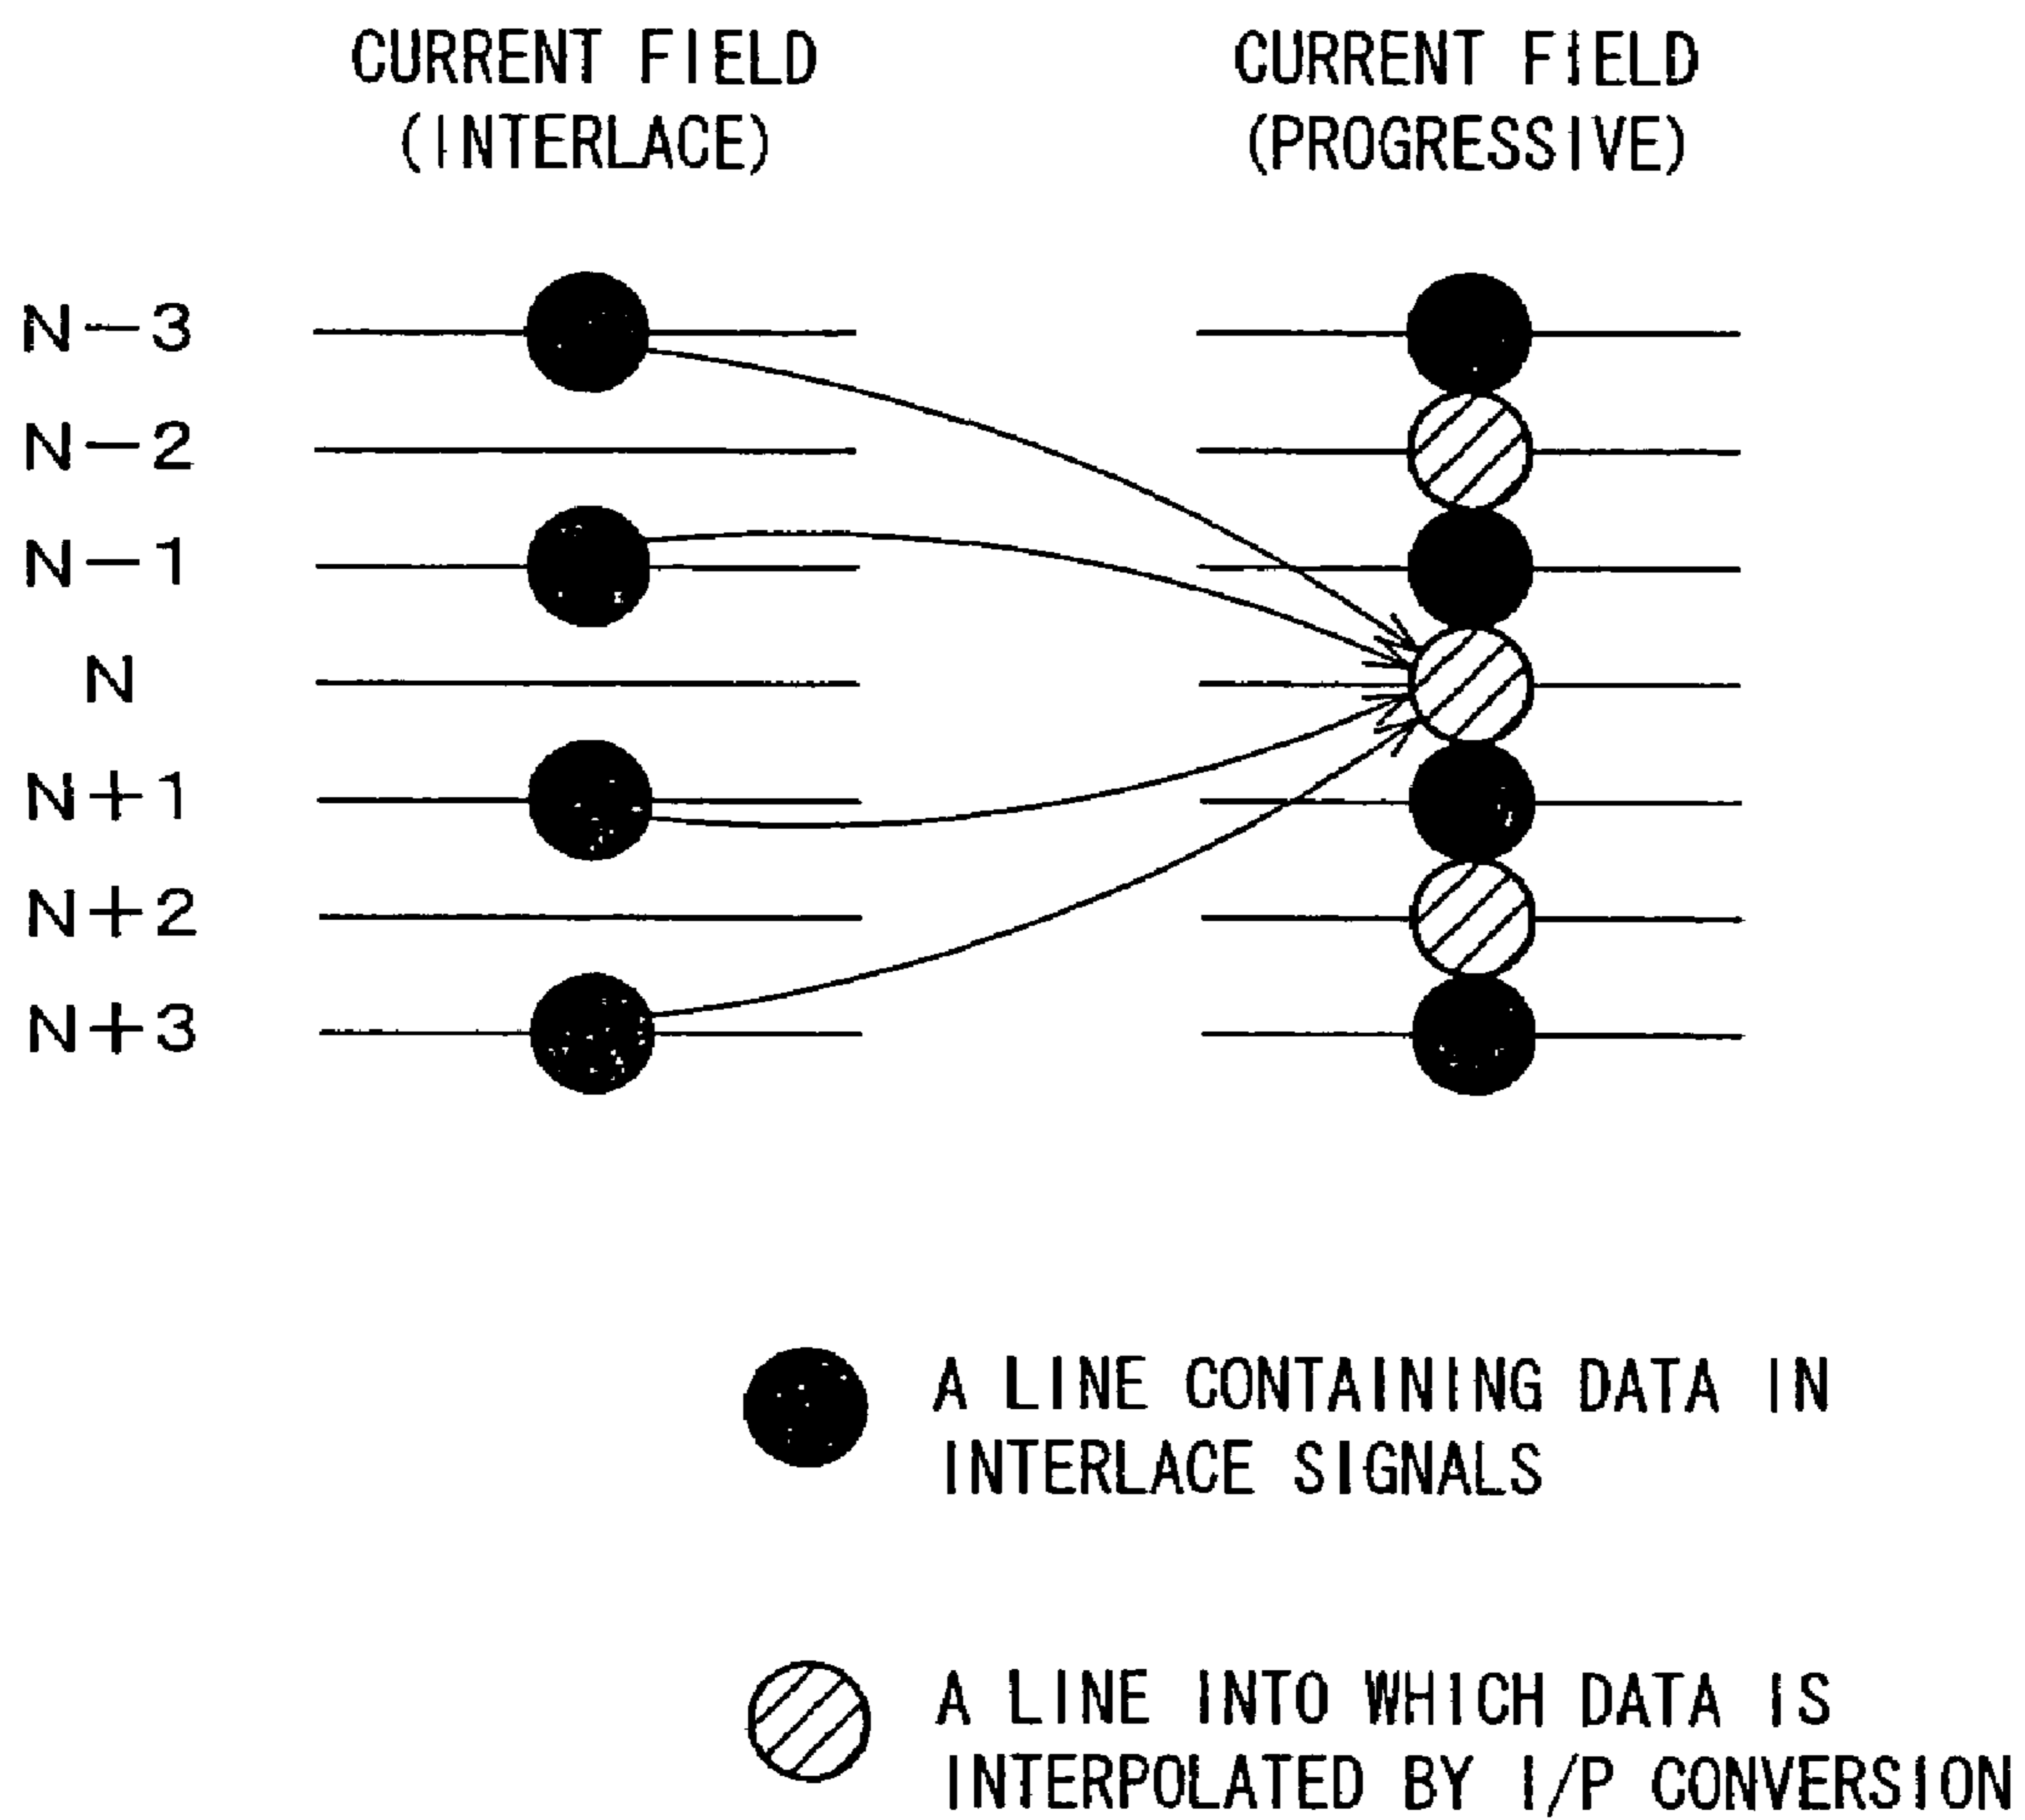 CURRENT FIELD
(INTERLACE)
CURRENT FIELD
(PROGRESSIVE)
N-3
N-2
N-1
N
N+1
N+2
N+3
A LINE CONTAINING DATA IN
INTERLACE SIGNALS
A LINE INTO WHICH DATA IS
INTERPOLATED BY I/P CONVERSION